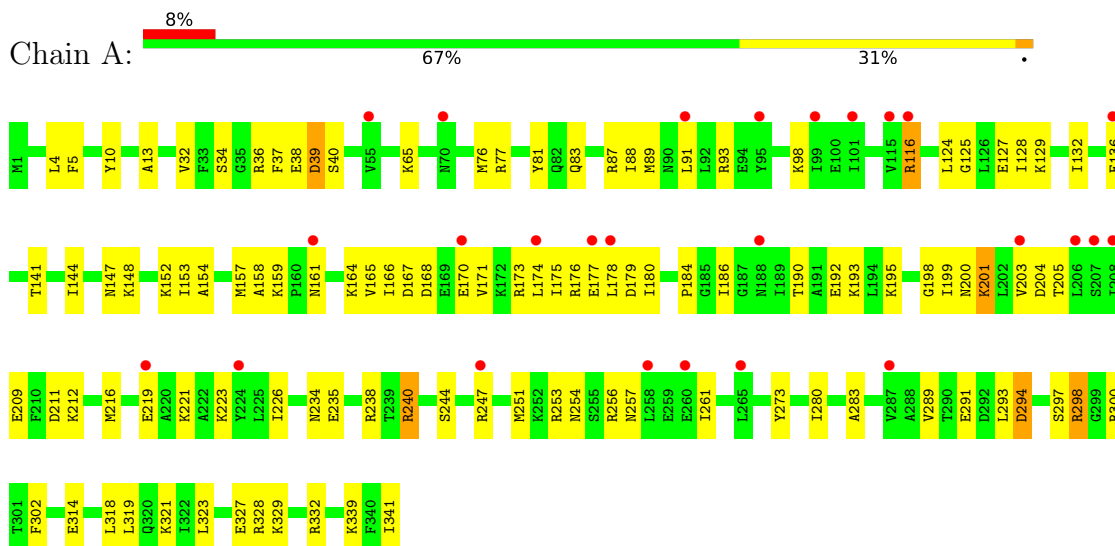 8%
Chain A:
67% 31% •
M1 L4 F5 Y10 A13 V32 F33 S34 G35 R36 F37 E38 D39 S40 V55 K65 N70 M76 R77 Y81 Q82 Q83 R87 I88 M89 N90 L91 L92 R93 E94 Y95 K98 I99 E100 I101 V115 R116 L124 G125 L126 E127 I128 K129 I132 E136
T141 I144 N147 K148 K152 I153 A154 M157 A158 K159 P160 N161 K164 V165 I166 D167 D168 E169 E170 V171 K172 R173 L174 I175 R176 E177 L178 D179 I180 P184 G185 I186 G187 N188 I189 T190 A191 E192 K193 L194 K195 G198 I199 N200 K201 L202 V203 D204 T205 L206 S207 I208
E209 F210 D211 K212 M216 E219 A220 K221 A222 K223 Y224 L225 I226 N234 E235 R238 T239 R240 S244 R247 M251 K252 R253 N254 S255 R256 N257 L258 E259 E260 I261 L265 Y273 I280 A283 V287 A288 V289 T290 E291 D292 L293 D294 S297 R298 G299
T301 F302 E314 L318 L319 Q320 K321 I322 L323 E327 R328 K329 R332 K339 F340 I341